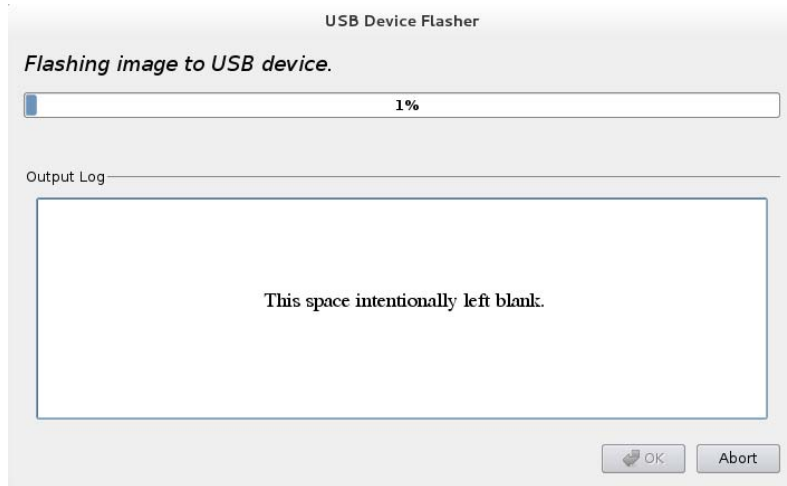 USB Device Flasher
Flashing image to USB device.
1%
Output Log
This space intentionally left blank.
OK
Abort